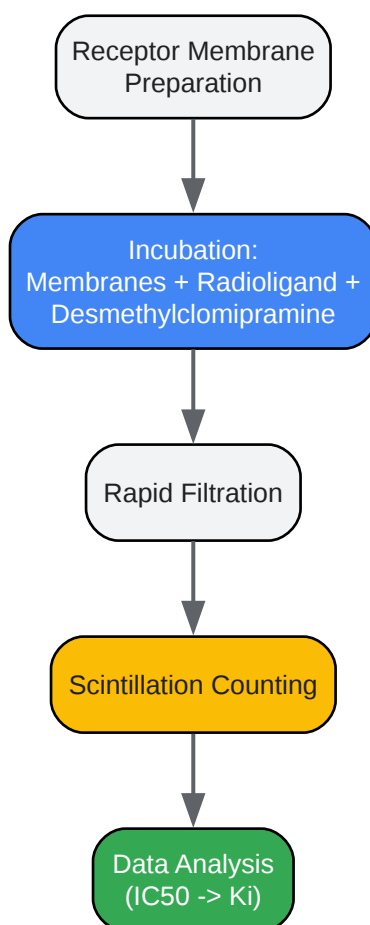 Receptor Membrane
Preparation
Incubation:
Membranes + Radioligand +
Desmethylclomipramine
Rapid Filtration
Scintillation Counting
Data Analysis
(IC50 -> Ki)